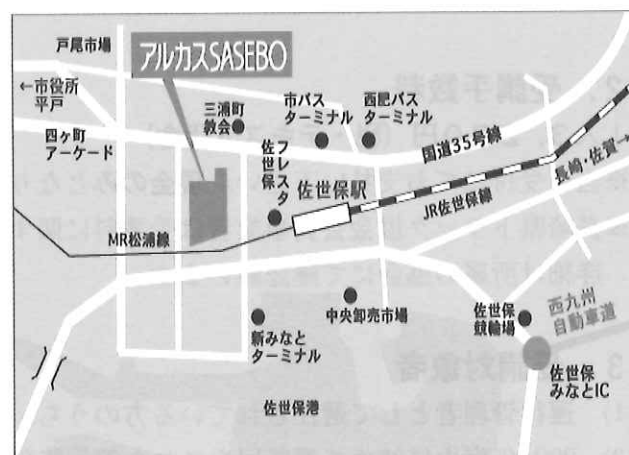 戸尾市場
アルカスSASEBO
←市役所
平戸
三浦町
教会
市バス
ターミナル
西肥バス
ターミナル
四ヶ町
アーケード
フレスタ
佐世保
国道35号線
佐世保駅
長崎・佐賀→
JR佐世保線
MR松浦線
中央卸売市場
新みなと
ターミナル
佐世保
競輪場
西九州
自動車道
佐世保
みなとIC
佐世保港